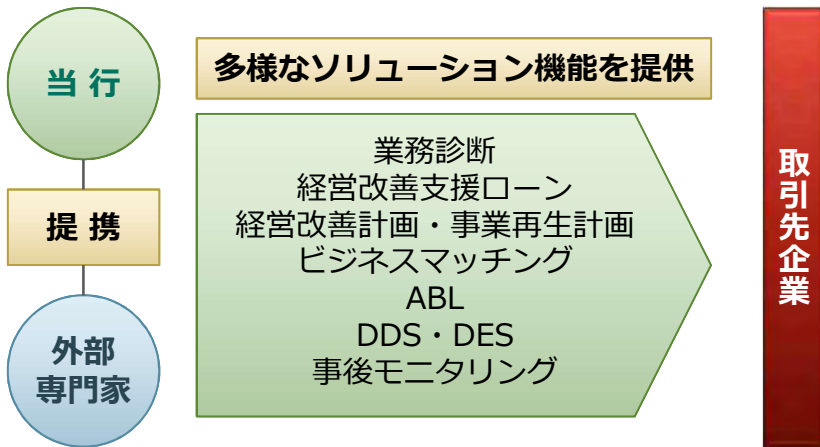 当行
提携
外部
専門家
多様なソリューション機能を提供
業務診断
経営改善支援ローン
経営改善計画・事業再生計画
ビジネスマッチング
ABL
DDS・DES
事後モニタリング
取引先企業